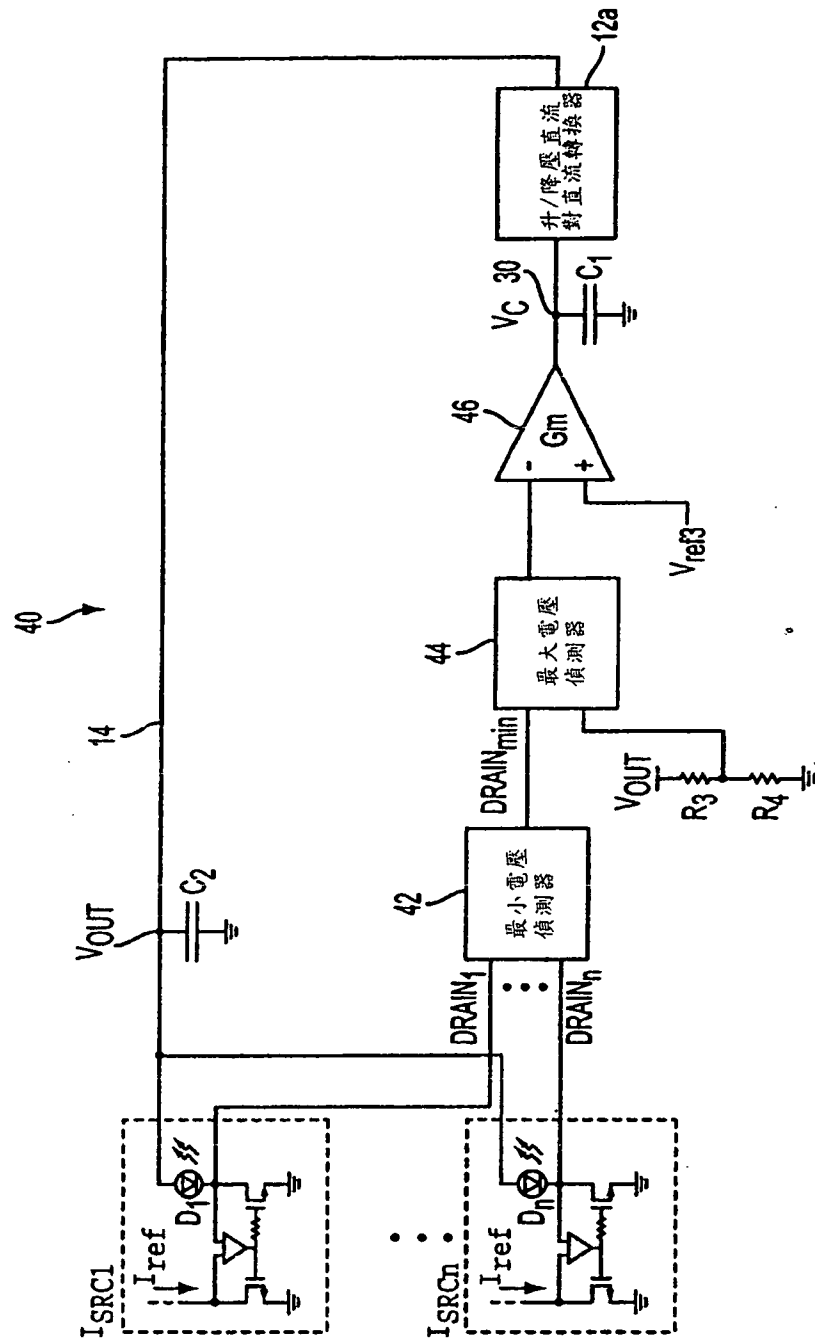 40
14
V_OUT
C_2
I_SRC1
I_ref
D_1
I_SRCn
I_ref
D_n
DRAIN_1
DRAIN_n
42
最小電壓
偵測器
DRAIN_min
V_OUT
R_3
R_4
44
最大電壓
偵測器
V_ref3
46
-
+
Gm
V_C
30
C_1
升/降壓直流
對直流轉換器
12a